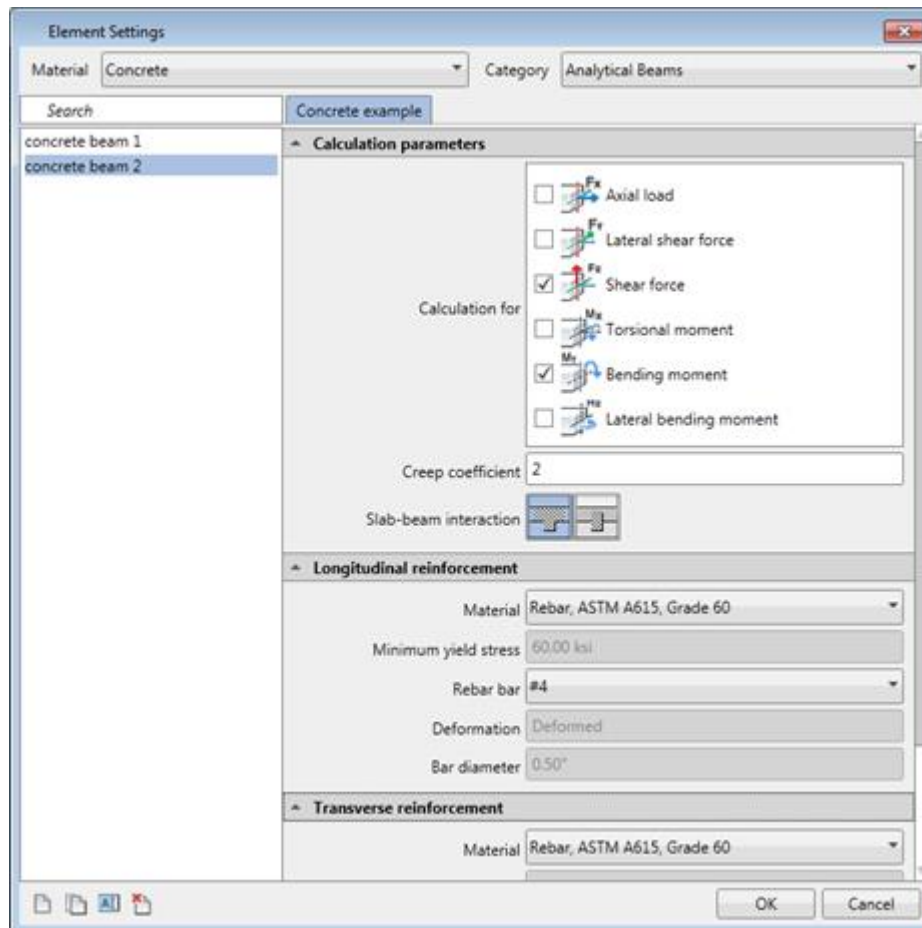 Element Settings
Material Concrete Category Analytical Beams
Search
Concrete example
concrete beam 1
concrete beam 2
Calculation parameters
Calculation for
Fx Axial load
Fy Lateral shear force
Fz Shear force
Mx Torsional moment
My Bending moment
Mz Lateral bending moment
Creep coefficient 2
Slab-beam interaction
Longitudinal reinforcement
Material Rebar, ASTM A615, Grade 60
Minimum yield stress 60.00 ksi
Rebar bar #4
Deformation Deformed
Bar diameter 0.50"
Transverse reinforcement
Material Rebar, ASTM A615, Grade 60
OK Cancel